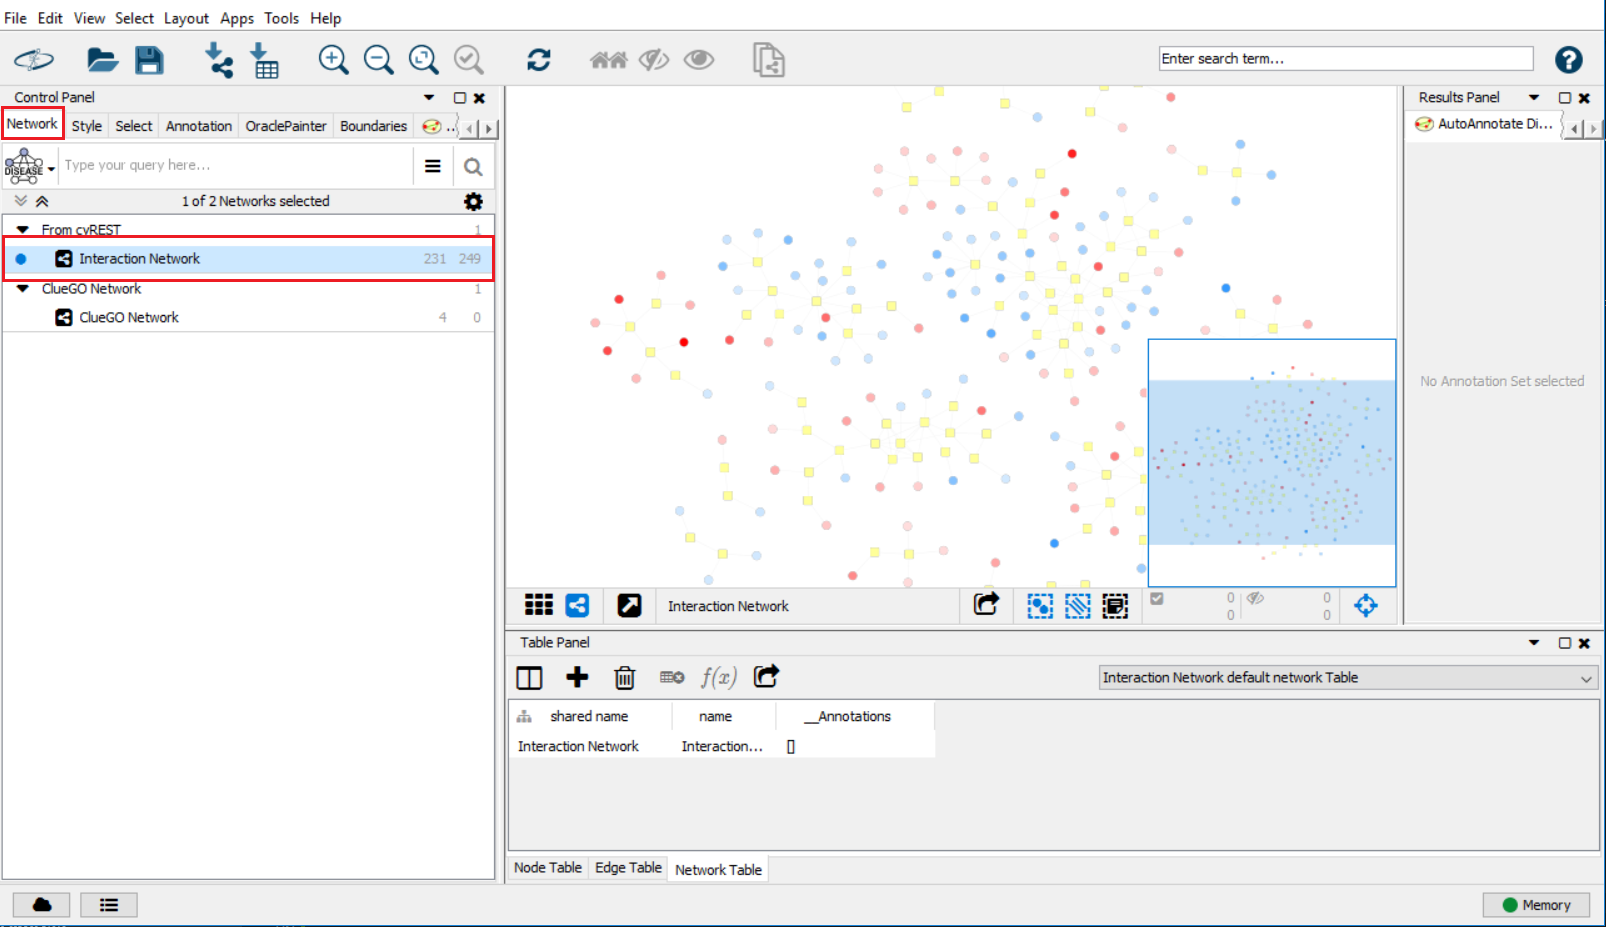 File Edit View Select Layout Apps Tools Help
Enter search term...
Control Panel
Network Style Select Annotation OraclePainter Boundaries ..
DISEASE Type your query here...
1 of 2 Networks selected
From cyREST 1
Interaction Network 231 249
ClueGO Network 1
ClueGO Network 4 0
Interaction Network
0 0
0 0
Results Panel
AutoAnnotate Di...
No Annotation Set selected
Table Panel
f(x) Interaction Network default network Table
shared name name __Annotations
Interaction Network Interaction... []
Node Table Edge Table Network Table
Memory